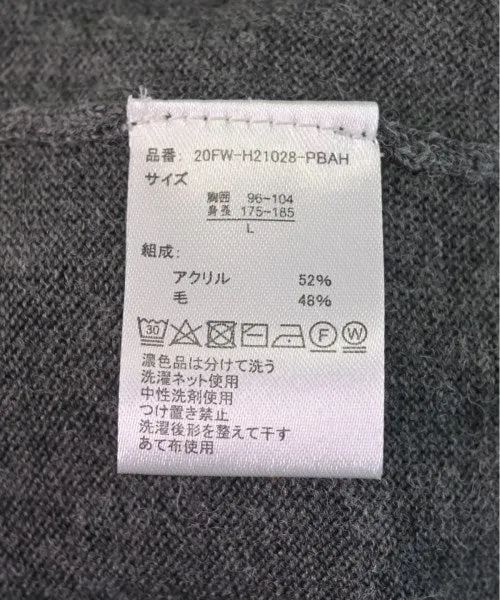 品番: 20FW-H21028-PBAH
サイズ
胸囲 96~104
身長 175~185
L
組成:
アクリル 52%
毛 48%
30 F W
濃色品は分けて洗う
洗濯ネット使用
中性洗剤使用
つけ置き禁止
洗濯後形を整えて干す
あて布使用